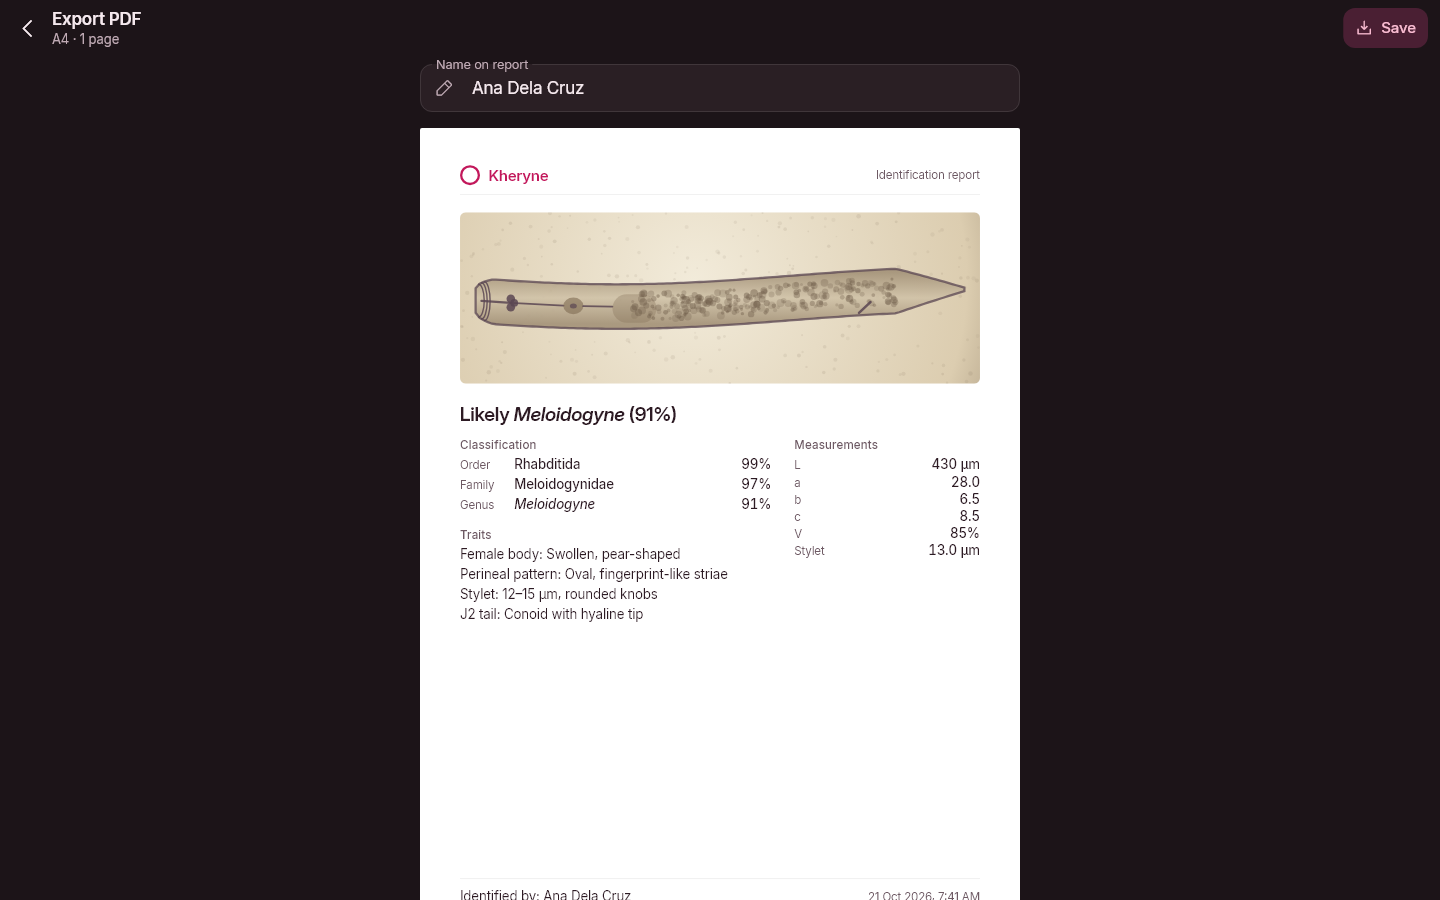 Export PDF
A4 · 1 page
Save
Name on report
Ana Dela Cruz
Kheryne
Identification report
Likely Meloidogyne (91%)
Classification
Order Rhabditida 99%
Family Meloidogynidae 97%
Genus Meloidogyne 91%
Traits
Female body: Swollen, pear-shaped
Perineal pattern: Oval, fingerprint-like striae
Stylet: 12–15 µm, rounded knobs
J2 tail: Conoid with hyaline tip
Measurements
L 430 µm
a 28.0
b 6.5
c 8.5
V 85%
Stylet 13.0 µm
Identified by: Ana Dela Cruz
21 Oct 2026, 7:41 AM